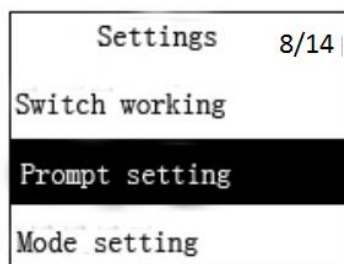 Settings 8/14
Switch working
Prompt setting
Mode setting